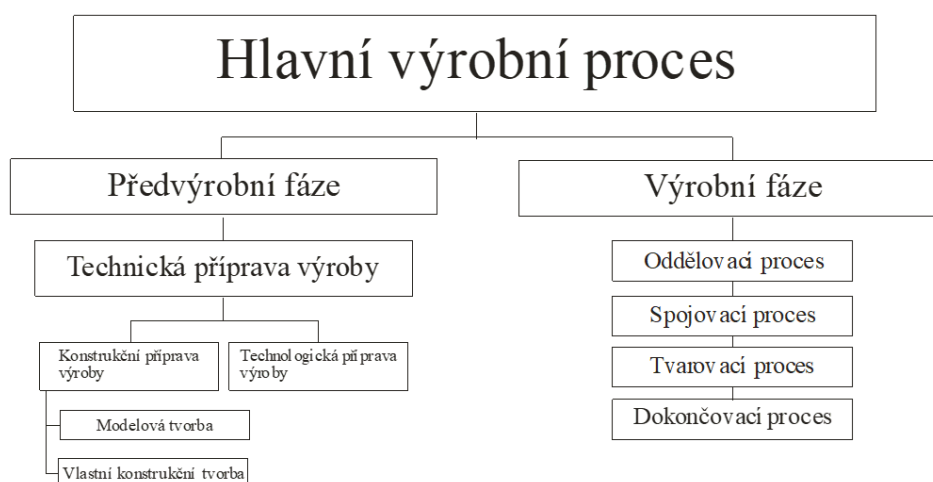 Hlavní výrobní proces
Předvýrobní fáze
Výrobní fáze
Technická příprava výroby
Oddělovací proces
Spojovací proces
Tvarovací proces
Dokončovací proces
Konstrukční příprava
výroby
Technologická příprava
výroby
Modelová tvorba
Vlastní konstrukční tvorba